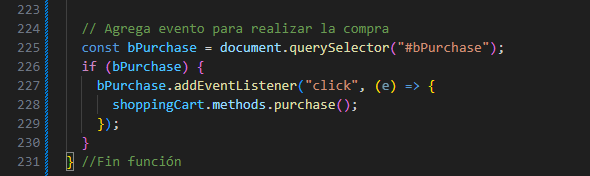 223
224 // Agrega evento para realizar la compra
225 const bPurchase = document.querySelector("#bPurchase");
226 if (bPurchase) {
227 bPurchase.addEventListener("click", (e) => {
228 shoppingCart.methods.purchase();
229 });
230 }
231 } //Fin función